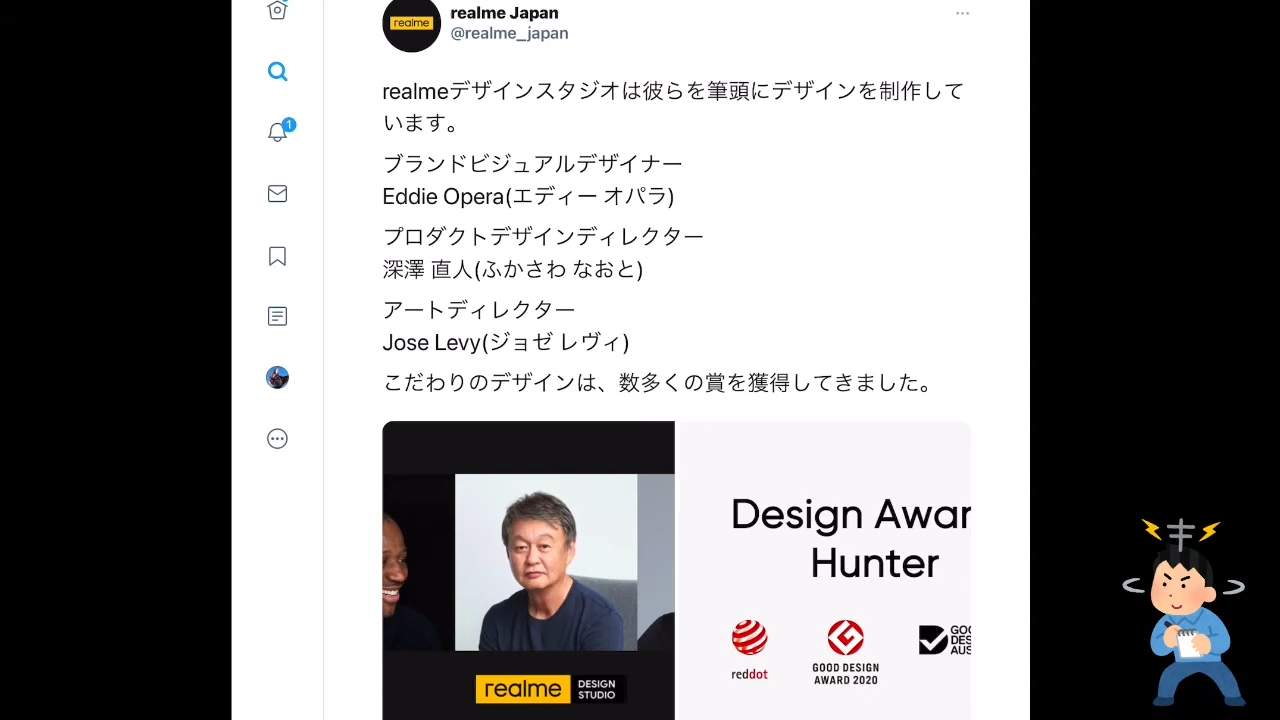 realme
realme Japan
@realme_japan
realmeデザインスタジオは彼らを筆頭にデザインを制作して
います。
ブランドビジュアルデザイナー
Eddie Opera(エディー オパラ)
プロダクトデザインディレクター
深澤 直人(ふかさわ なおと)
アートディレクター
Jose Levy(ジョゼ レヴィ)
こだわりのデザインは、数多くの賞を獲得してきました。
1
realme
DESIGN
STUDIO
Design Awar
Hunter
reddot
GOOD DESIGN
AWARD 2020
GOO
DES
AUS